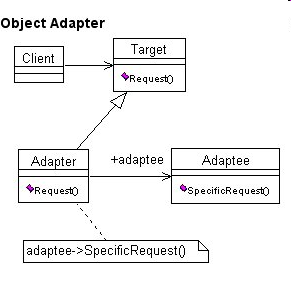 Object Adapter
Client
Target
Request()
Adapter
Request()
+adaptee
Adaptee
SpecificRequest()
adaptee->SpecificRequest()